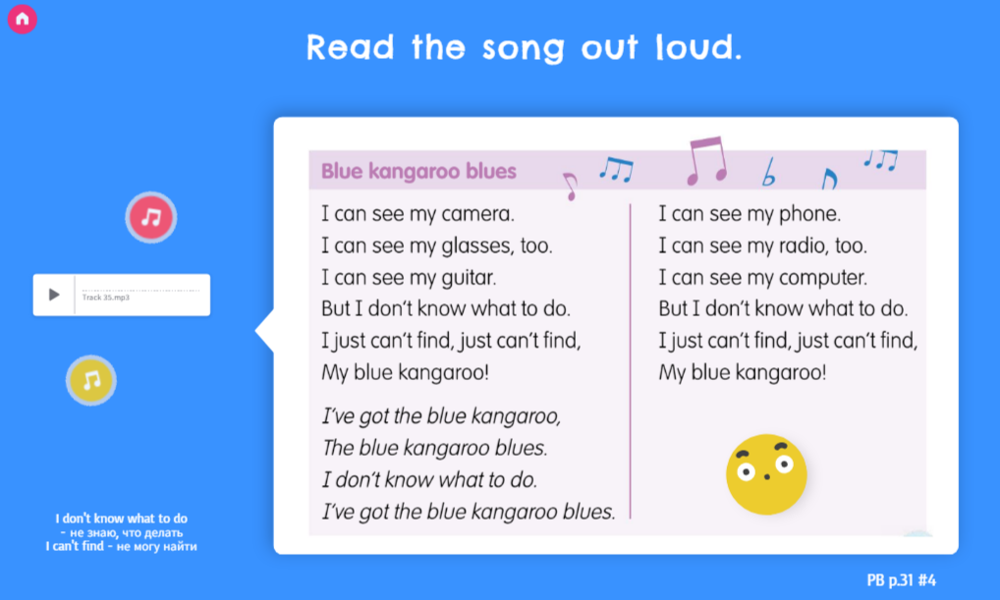 Read the song out loud.
Blue kangaroo blues
I can see my camera.
I can see my glasses, too.
I can see my guitar.
But I don't know what to do.
I just can't find, just can't find,
My blue kangaroo!
I've got the blue kangaroo,
The blue kangaroo blues.
I don't know what to do.
I've got the blue kangaroo blues.
I can see my phone.
I can see my radio, too.
I can see my computer.
But I don't know what to do.
I just can't find, just can't find,
My blue kangaroo!
Track 35.mp3
I don't know what to do
- не знаю, что делать
I can't find - не могу найти
PB p.31 #4